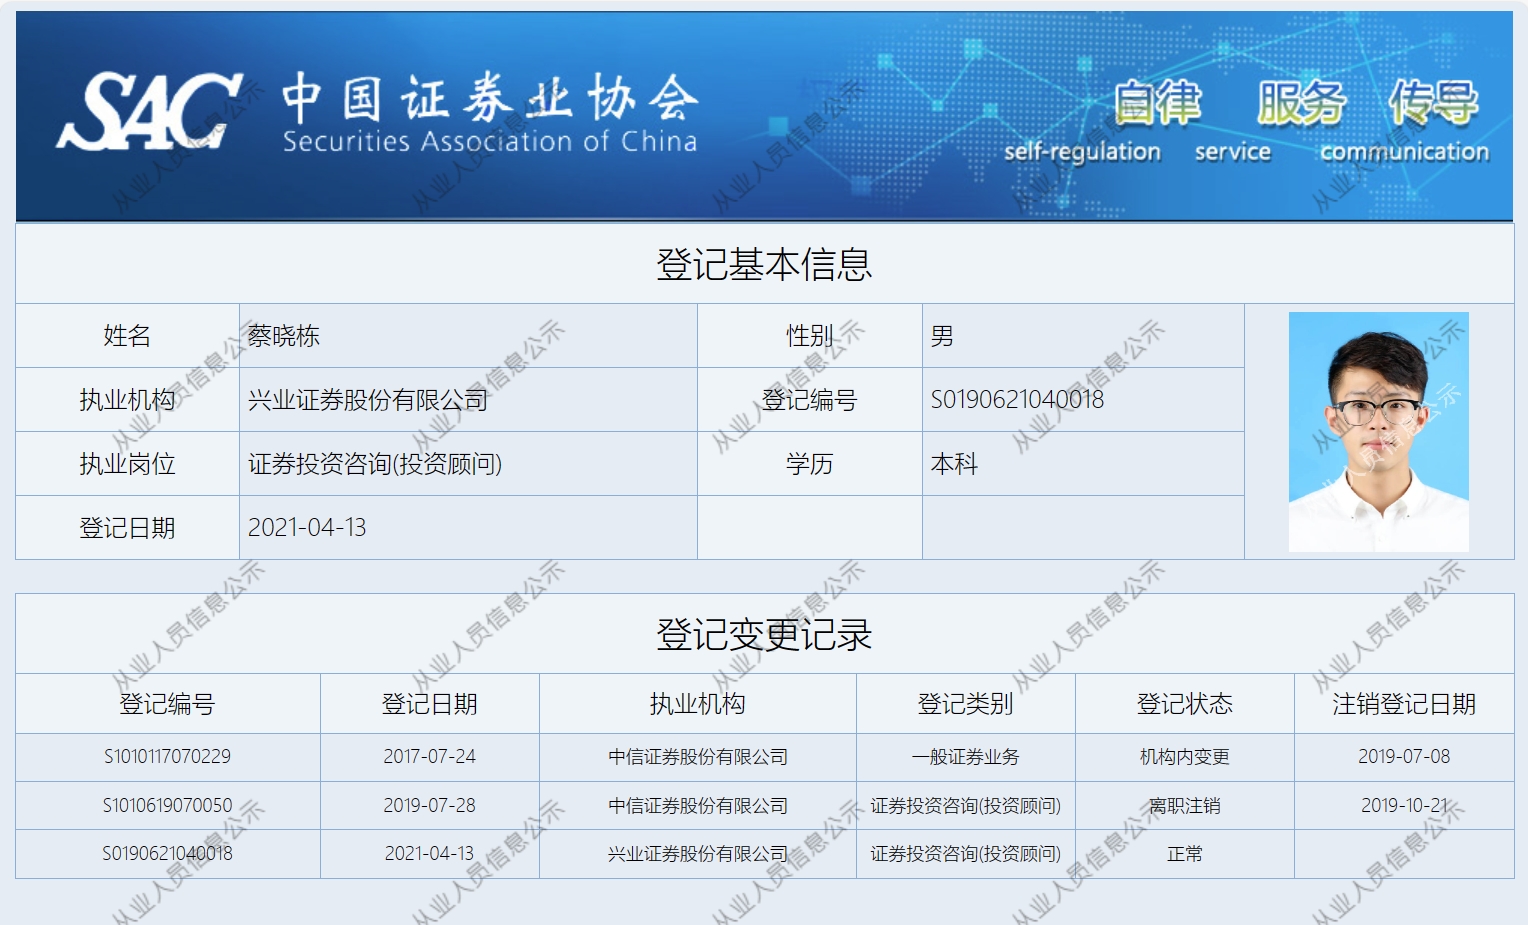 SAC 中国证券业协会
Securities Association of China
自律 服务 传导
self-regulation service communication
登记基本信息
姓名 蔡晓栋 性别 男
执业机构 兴业证券股份有限公司 登记编号 S0190621040018
执业岗位 证券投资咨询(投资顾问) 学历 本科
登记日期 2021-04-13
登记变更记录
登记编号 登记日期 执业机构 登记类别 登记状态 注销登记日期
S1010117070229 2017-07-24 中信证券股份有限公司 一般证券业务 机构内变更 2019-07-08
S1010619070050 2019-07-28 中信证券股份有限公司 证券投资咨询(投资顾问) 离职注销 2019-10-21
S0190621040018 2021-04-13 兴业证券股份有限公司 证券投资咨询(投资顾问) 正常
从业人员信息公示